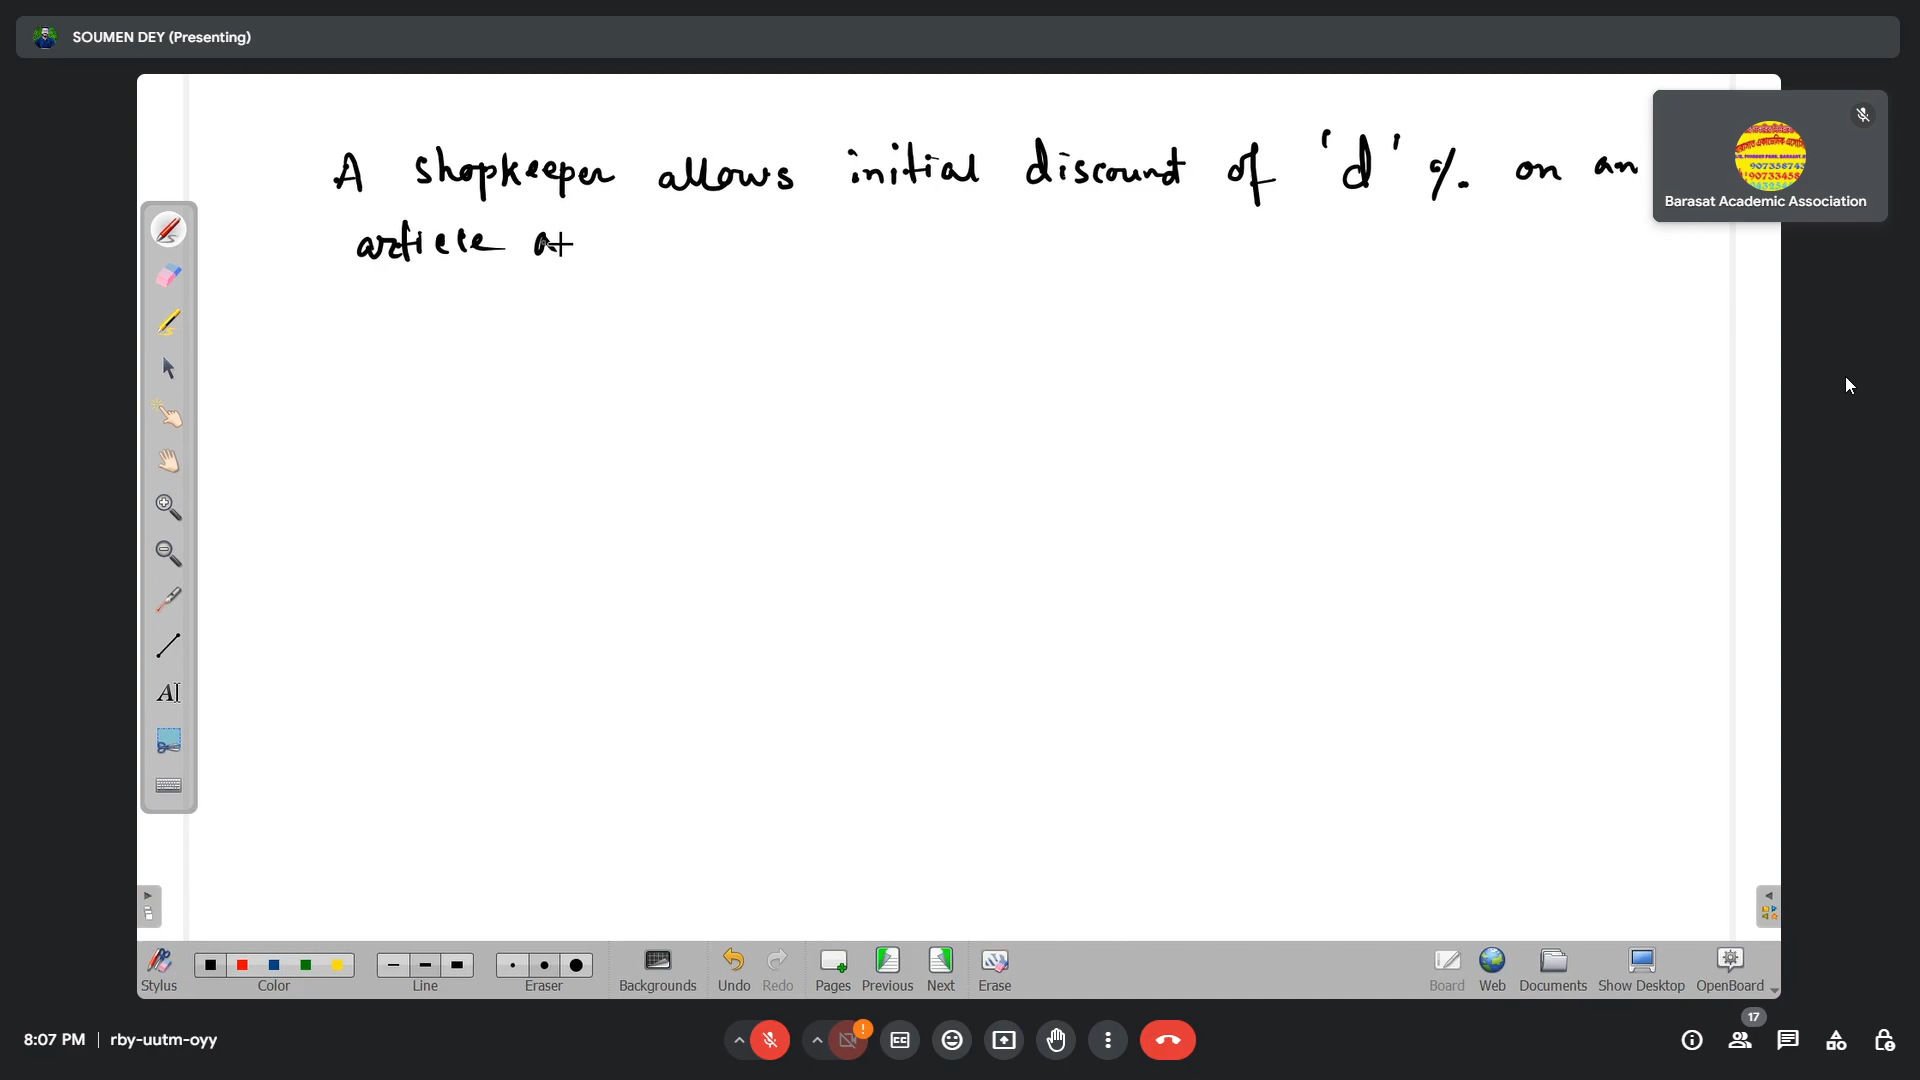 SOUMEN DEY (Presenting)
A shopkeeper allows initial discount of 'd' %. on an
article at
Barasat Academic Association
Stylus
Color
Line
Eraser
Backgrounds
Undo
Redo
Pages
Previous
Next
Erase
Board
Web
Documents
Show Desktop
OpenBoard
8:07 PM | rby-uutm-oyy
17